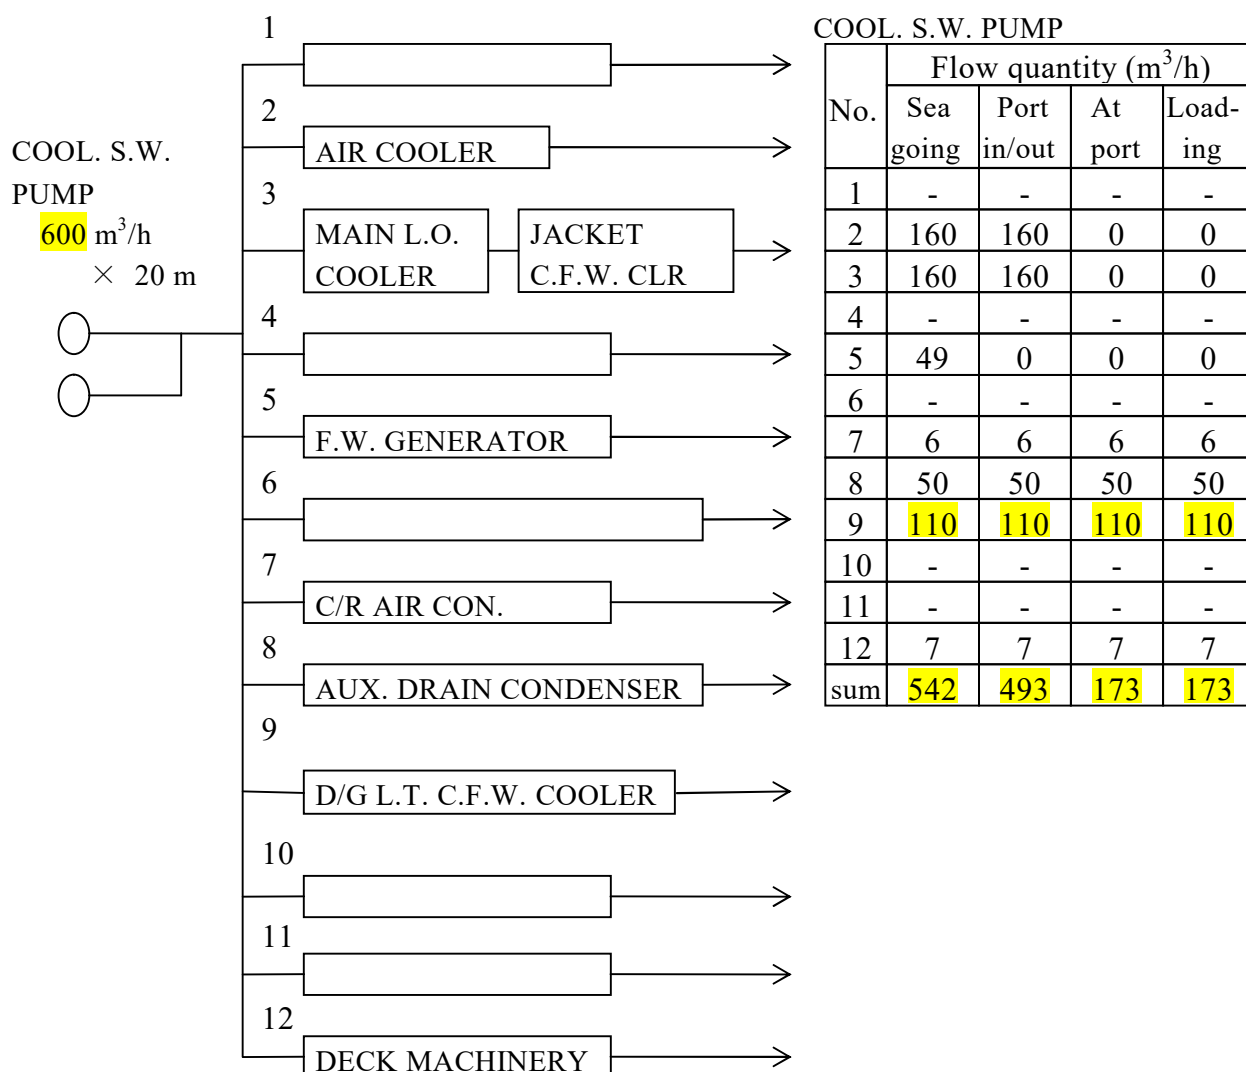 COOL. S.W.
PUMP
600 m³/h
× 20 m
1
2
AIR COOLER
3
MAIN L.O.
COOLER
JACKET
C.F.W. CLR
4
5
F.W. GENERATOR
6
7
C/R AIR CON.
8
AUX. DRAIN CONDENSER
9
D/G L.T. C.F.W. COOLER
10
11
12
DECK MACHINERY
COOL. S.W. PUMP
No. Flow quantity (m³/h)
Sea Port At Load-
going in/out port ing
1 - - - -
2 160 160 0 0
3 160 160 0 0
4 - - - -
5 49 0 0 0
6 - - - -
7 6 6 6 6
8 50 50 50 50
9 110 110 110 110
10 - - - -
11 - - - -
12 7 7 7 7
sum 542 493 173 173